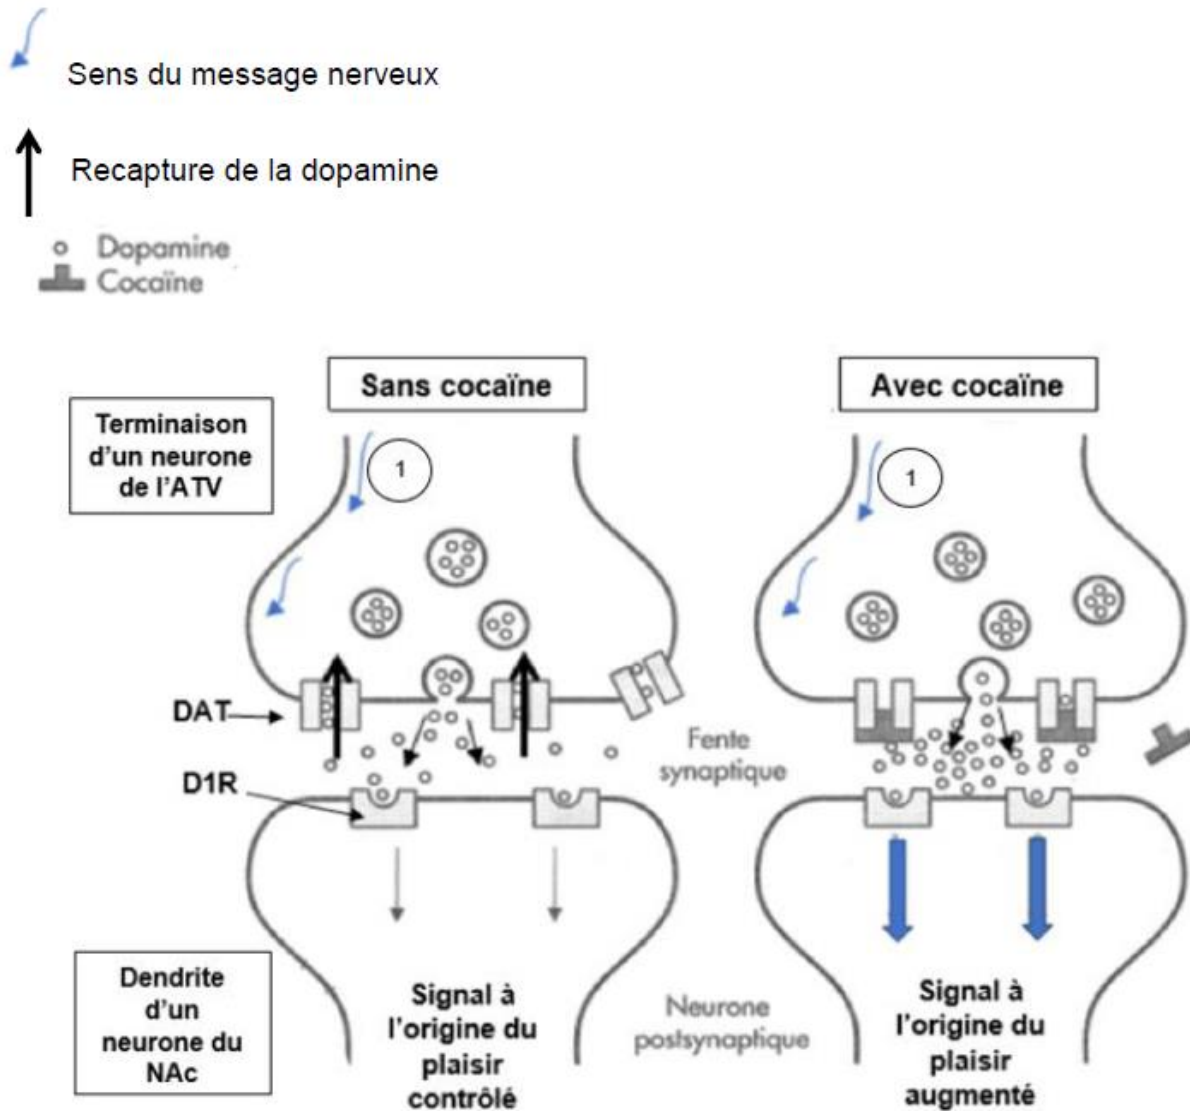 Sens du message nerveux
Recapture de la dopamine
Dopamine
Cocaïne
Sans cocaïne
Avec cocaïne
Terminaison
d'un neurone
de l'ATV
1
1
DAT
Fente
synaptique
D1R
Dendrite
d'un
neurone du
NAc
Signal à
l'origine du
plaisir
contrôlé
Neurone
postsynaptique
Signal à
l'origine du
plaisir
augmenté